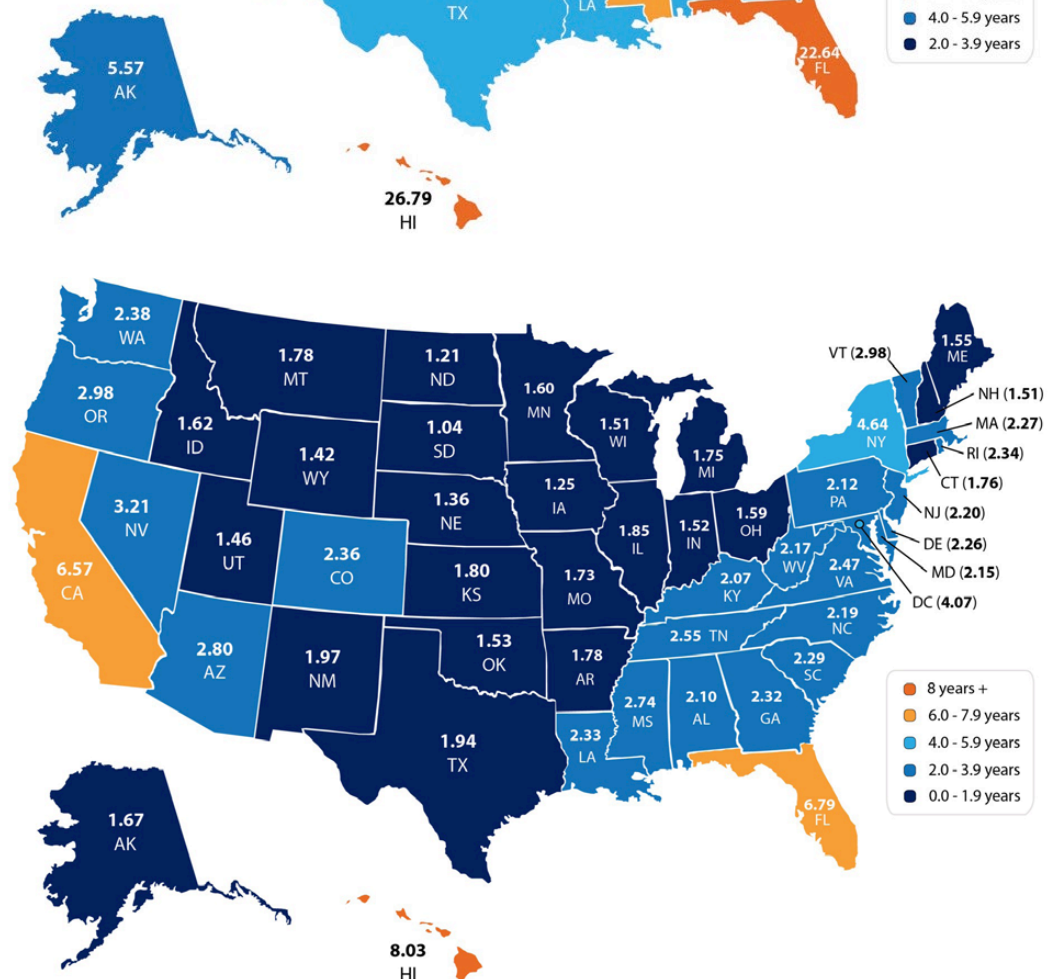 TX
LA
4.0 - 5.9 years
2.0 - 3.9 years
22.64
FL
5.57
AK
26.79
HI
2.38
WA
2.98
OR
1.62
ID
1.78
MT
1.21
ND
1.60
MN
1.04
SD
1.42
WY
1.51
WI
1.75
MI
1.55
ME
VT (2.98)
NH (1.51)
MA (2.27)
RI (2.34)
CT (1.76)
NJ (2.20)
DE (2.26)
MD (2.15)
DC (4.07)
4.64
NY
2.12
PA
3.21
NV
1.46
UT
2.36
CO
1.36
NE
1.25
IA
1.85
IL
1.52
IN
1.59
OH
2.17
WV
2.47
VA
6.57
CA
1.80
KS
1.73
MO
2.07
KY
2.19
NC
2.55 TN
2.80
AZ
1.97
NM
1.53
OK
1.78
AR
2.29
SC
2.74
MS
2.10
AL
2.32
GA
1.94
TX
2.33
LA
6.79
FL
8 years +
6.0 - 7.9 years
4.0 - 5.9 years
2.0 - 3.9 years
0.0 - 1.9 years
1.67
AK
8.03
HI